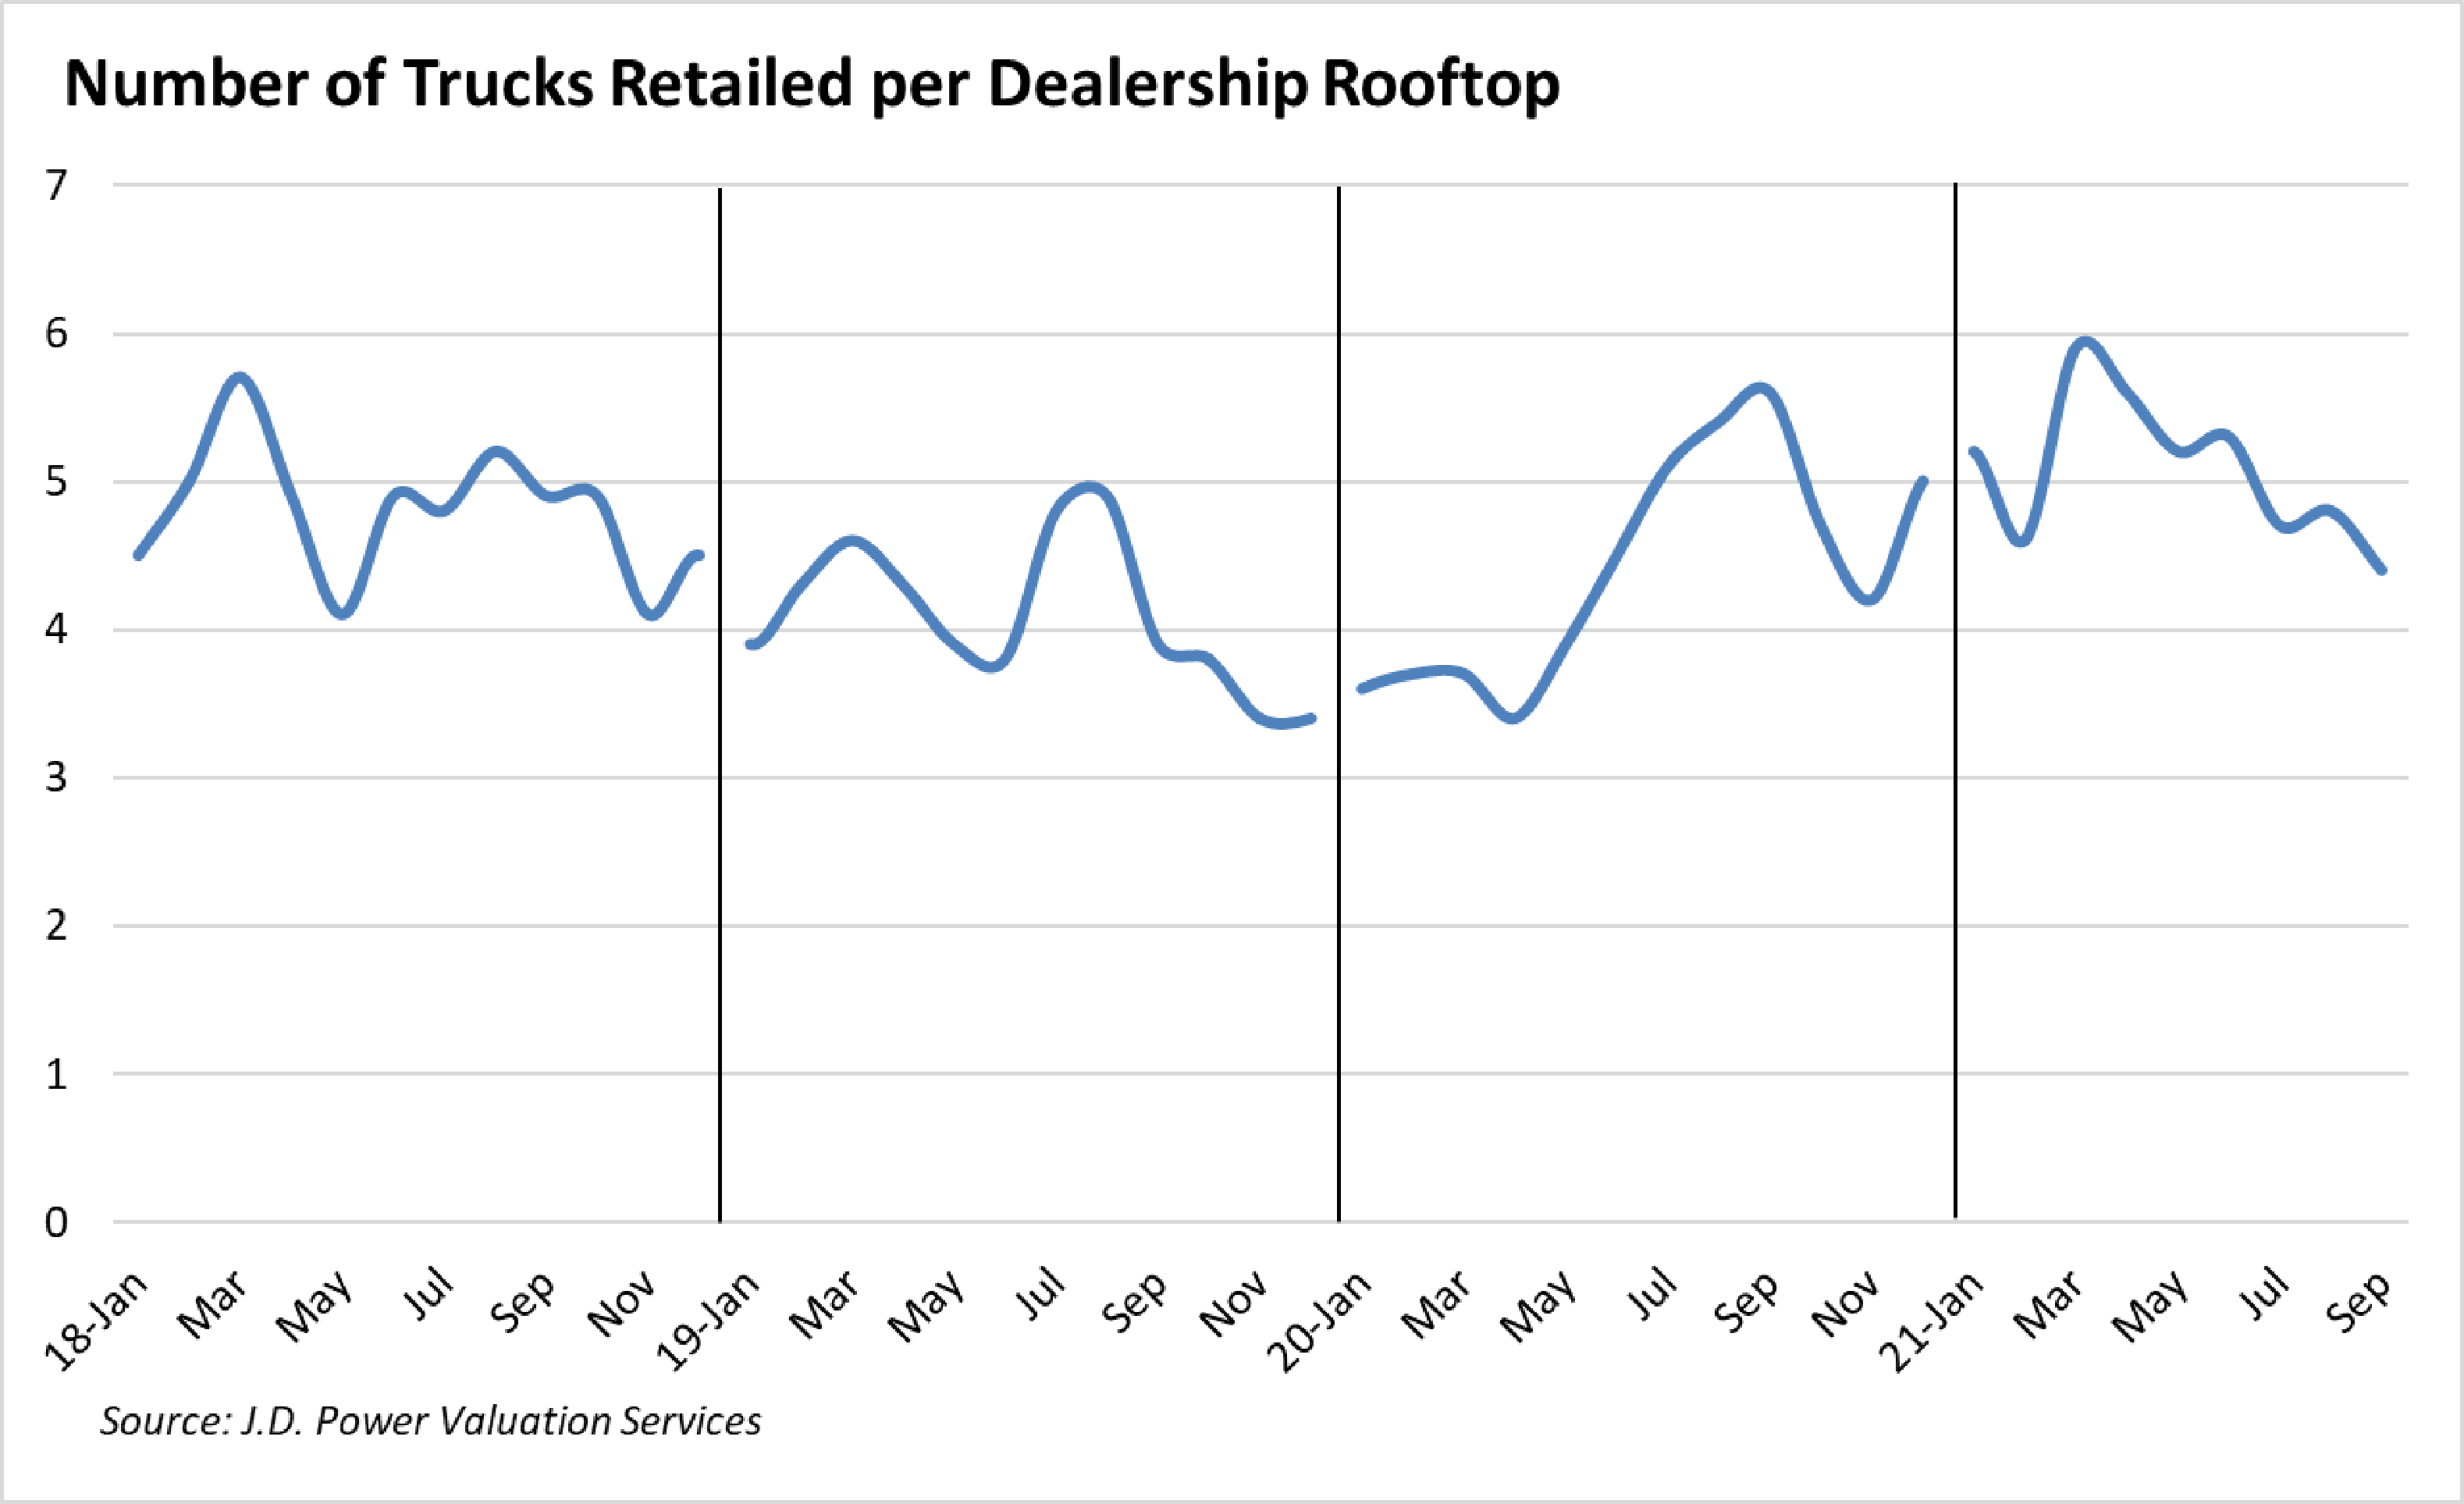 Number of Trucks Retailed per Dealership Rooftop
7
6
5
4
3
2
1
0
18-Jan
Mar
May
Jul
Sep
Nov
19-Jan
Mar
May
Jul
Sep
Nov
20-Jan
Mar
May
Jul
Sep
Nov
21-Jan
Mar
May
Jul
Sep
Source: J.D. Power Valuation Services